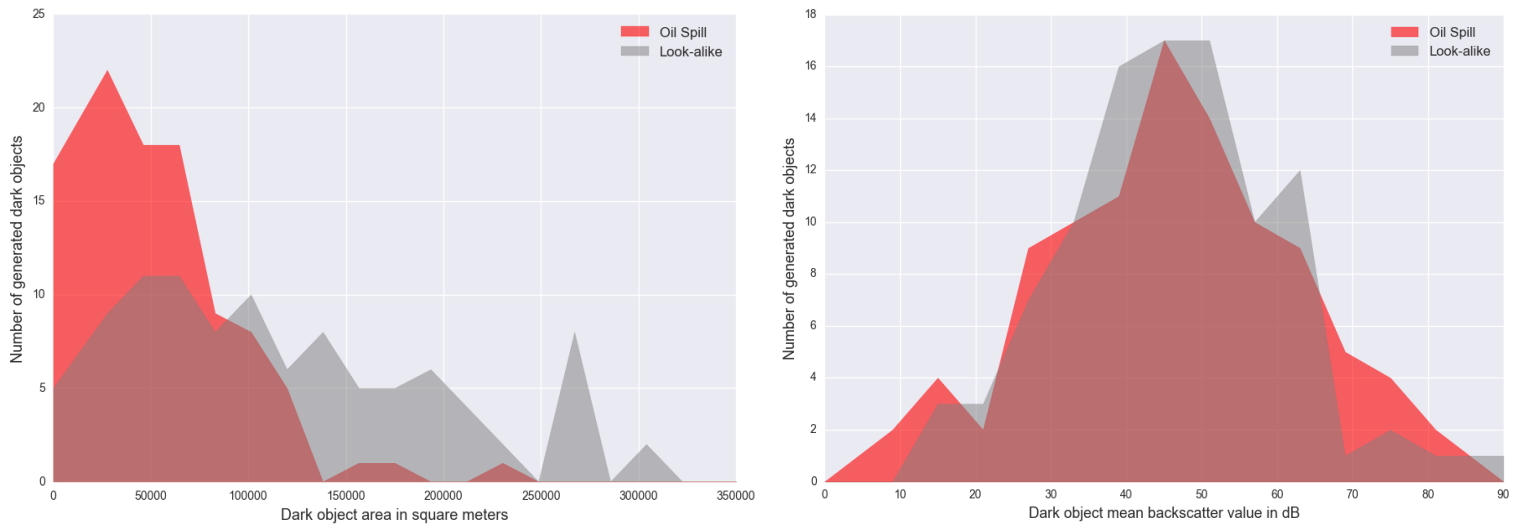 25
20
15
10
5
0
Number of generated dark objects
Oil Spill
Look-alike
0 50000 100000 150000 200000 250000 300000 350000
Dark object area in square meters
18
16
14
12
10
8
6
4
2
0
Number of generated dark objects
Oil Spill
Look-alike
0 10 20 30 40 50 60 70 80 90
Dark object mean backscatter value in dB